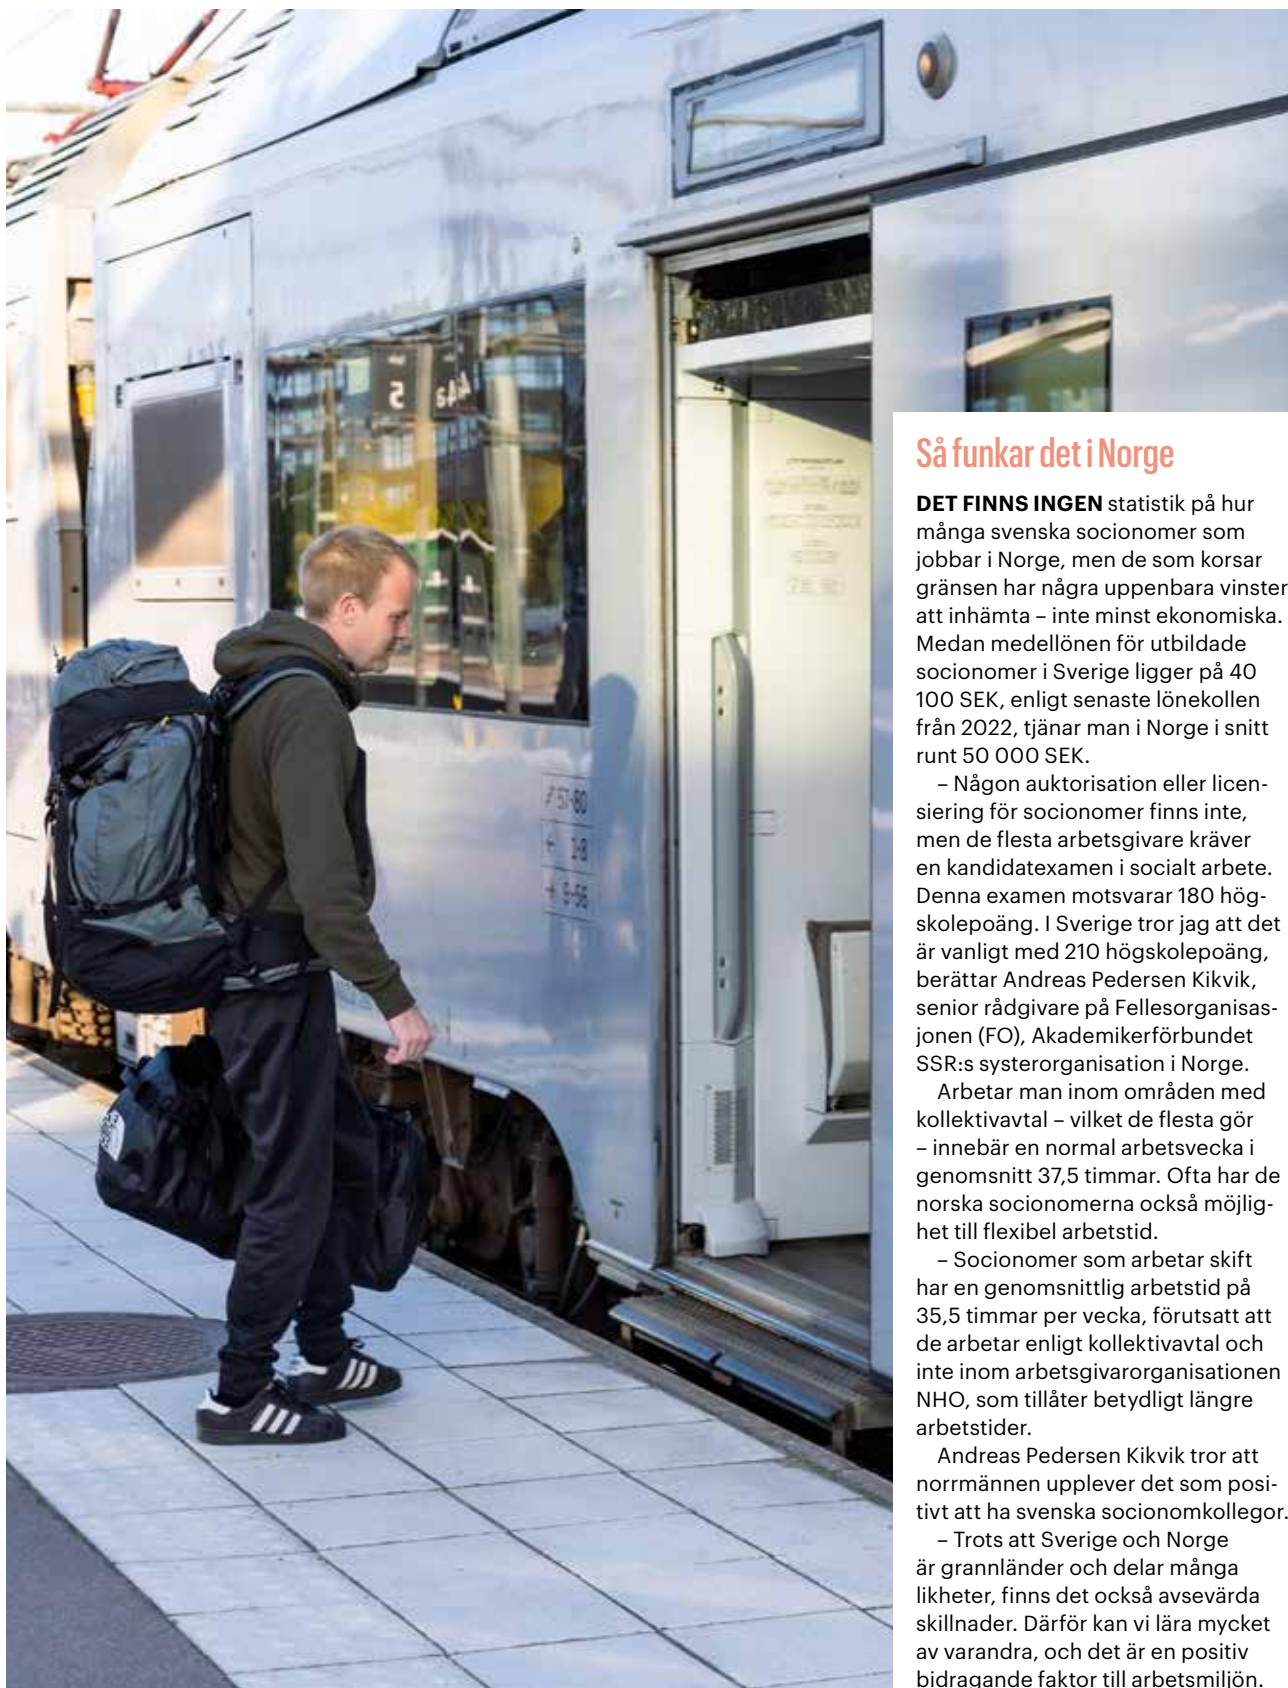 5
44a
57-80
← 1-8
→ 9-56
Så funkar det i Norge
DET FINNS INGEN statistik på hur
många svenska socionomer som
jobbar i Norge, men de som korsar
gränsen har några uppenbara vinster
att inhämta – inte minst ekonomiska.
Medan medellönen för utbildade
socionomer i Sverige ligger på 40
100 SEK, enligt senaste lönekollen
från 2022, tjänar man i Norge i snitt
runt 50 000 SEK.
– Någon auktorisation eller licen-
siering för socionomer finns inte,
men de flesta arbetsgivare kräver
en kandidatexamen i socialt arbete.
Denna examen motsvarar 180 hög-
skolepoäng. I Sverige tror jag att det
är vanligt med 210 högskolepoäng,
berättar Andreas Pedersen Kikvik,
senior rådgivare på Fellesorganisas-
jonen (FO), Akademikerförbundet
SSR:s systerorganisation i Norge.
Arbetar man inom områden med
kollektivavtal – vilket de flesta gör
– innebär en normal arbetsvecka i
genomsnitt 37,5 timmar. Ofta har de
norska socionomerna också möjlig-
het till flexibel arbetstid.
– Socionomer som arbetar skift
har en genomsnittlig arbetstid på
35,5 timmar per vecka, förutsatt att
de arbetar enligt kollektivavtal och
inte inom arbetsgivarorganisationen
NHO, som tillåter betydligt längre
arbetstider.
Andreas Pedersen Kikvik tror att
norrmännen upplever det som posi-
tivt att ha svenska socionomkollegor.
– Trots att Sverige och Norge
är grannländer och delar många
likheter, finns det också avsevärda
skillnader. Därför kan vi lära mycket
av varandra, och det är en positiv
bidragande faktor till arbetsmiljön.